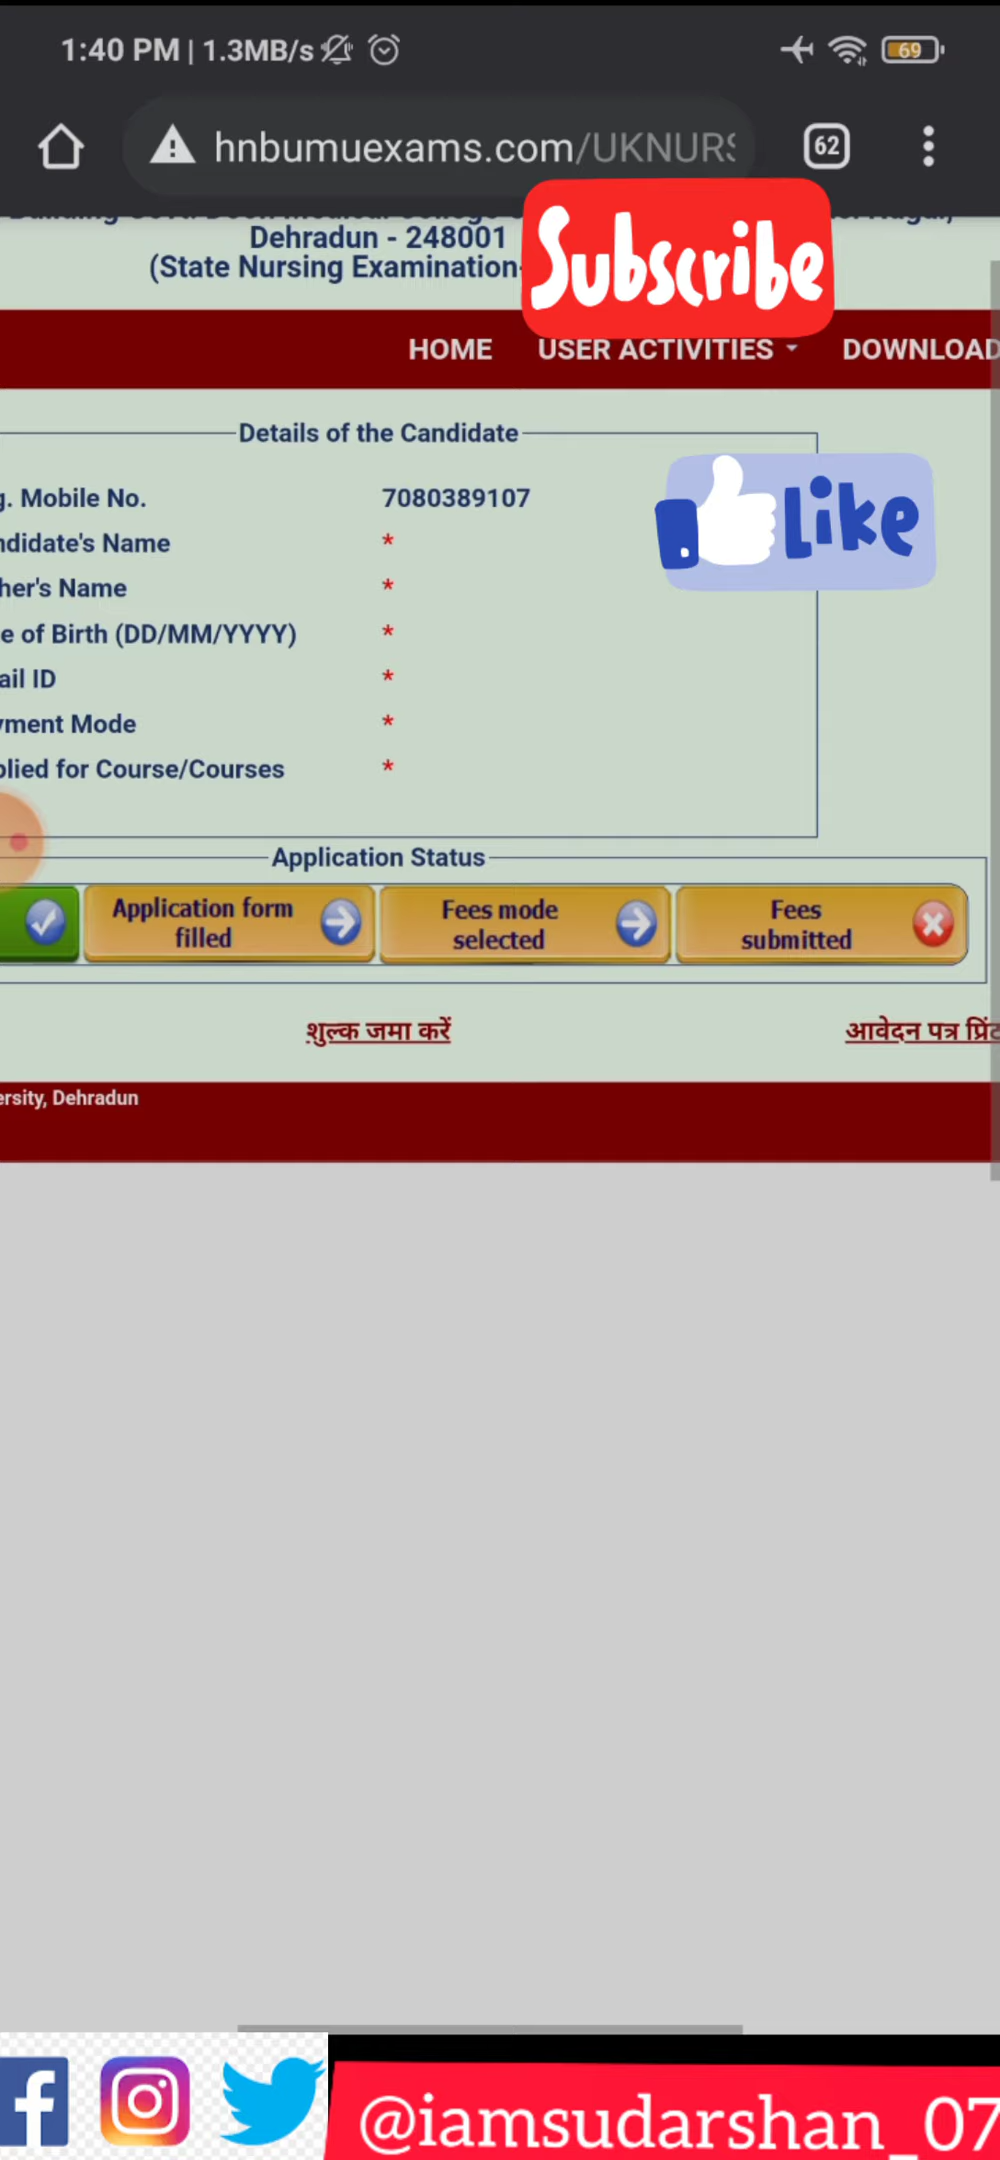 1:40 PM | 1.3MB/s
69
hnbumuexams.com/UKNURS
62
Dehradun - 248001
(State Nursing Examination
Subscribe
HOME USER ACTIVITIES DOWNLOAD
Details of the Candidate
g. Mobile No. 7080389107
ndidate's Name *
her's Name *
e of Birth (DD/MM/YYYY) *
ail ID *
yment Mode *
plied for Course/Courses *
Like
Application Status
Application form
filled
Fees mode
selected
Fees
submitted
शुल्क जमा करें
आवेदन पत्र प्रिंट
ersity, Dehradun
@iamsudarshan_07